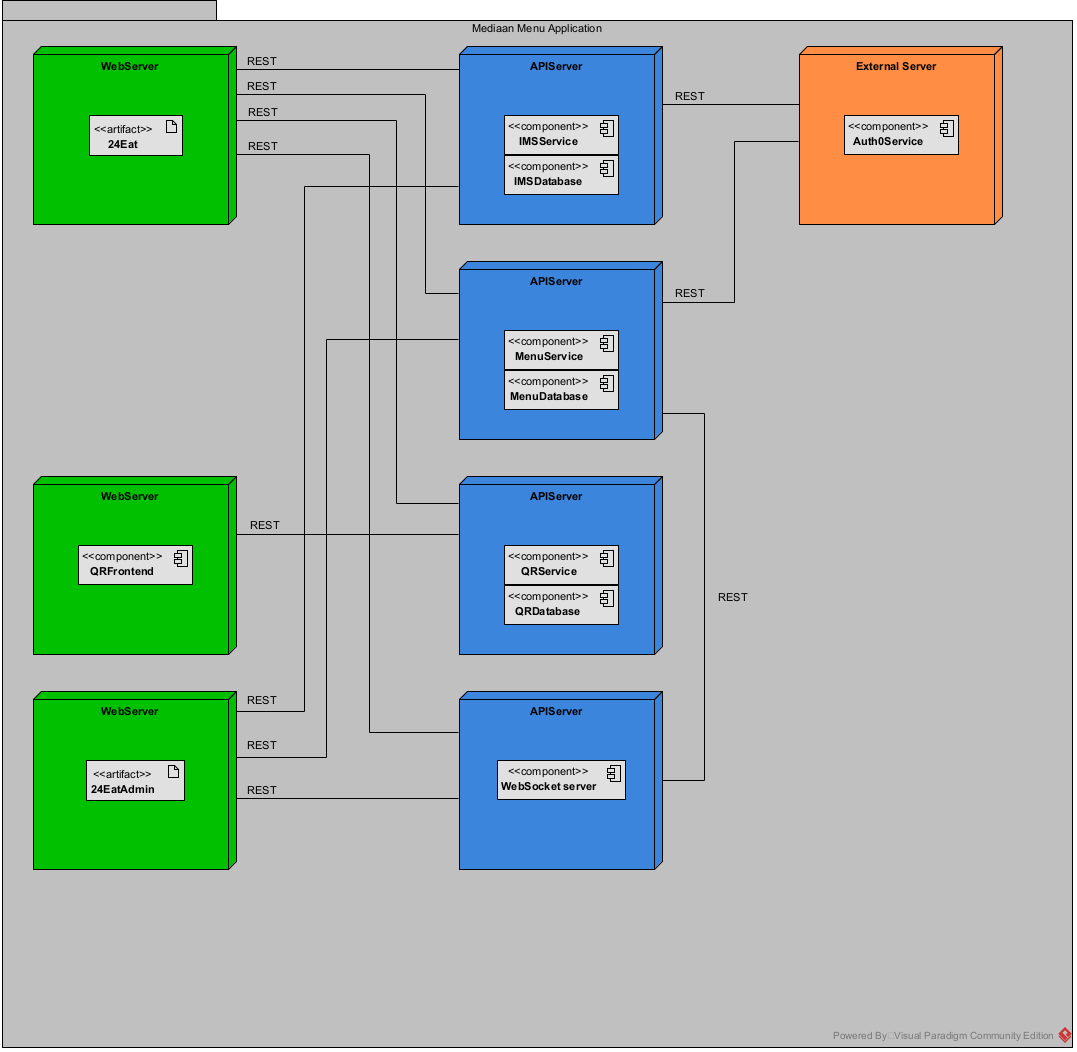 Mediaan Menu Application
WebServer
<<artifact>>
24Eat
REST
REST
REST
REST
APIServer
<<component>>
IMSService
<<component>>
IMSDatabase
REST
External Server
<<component>>
Auth0Service
APIServer
<<component>>
MenuService
<<component>>
MenuDatabase
REST
WebServer
<<component>>
QRFrontend
REST
APIServer
<<component>>
QRService
<<component>>
QRDatabase
REST
WebServer
<<artifact>>
24EatAdmin
REST
REST
REST
APIServer
<<component>>
WebSocket server
Powered By Visual Paradigm Community Edition